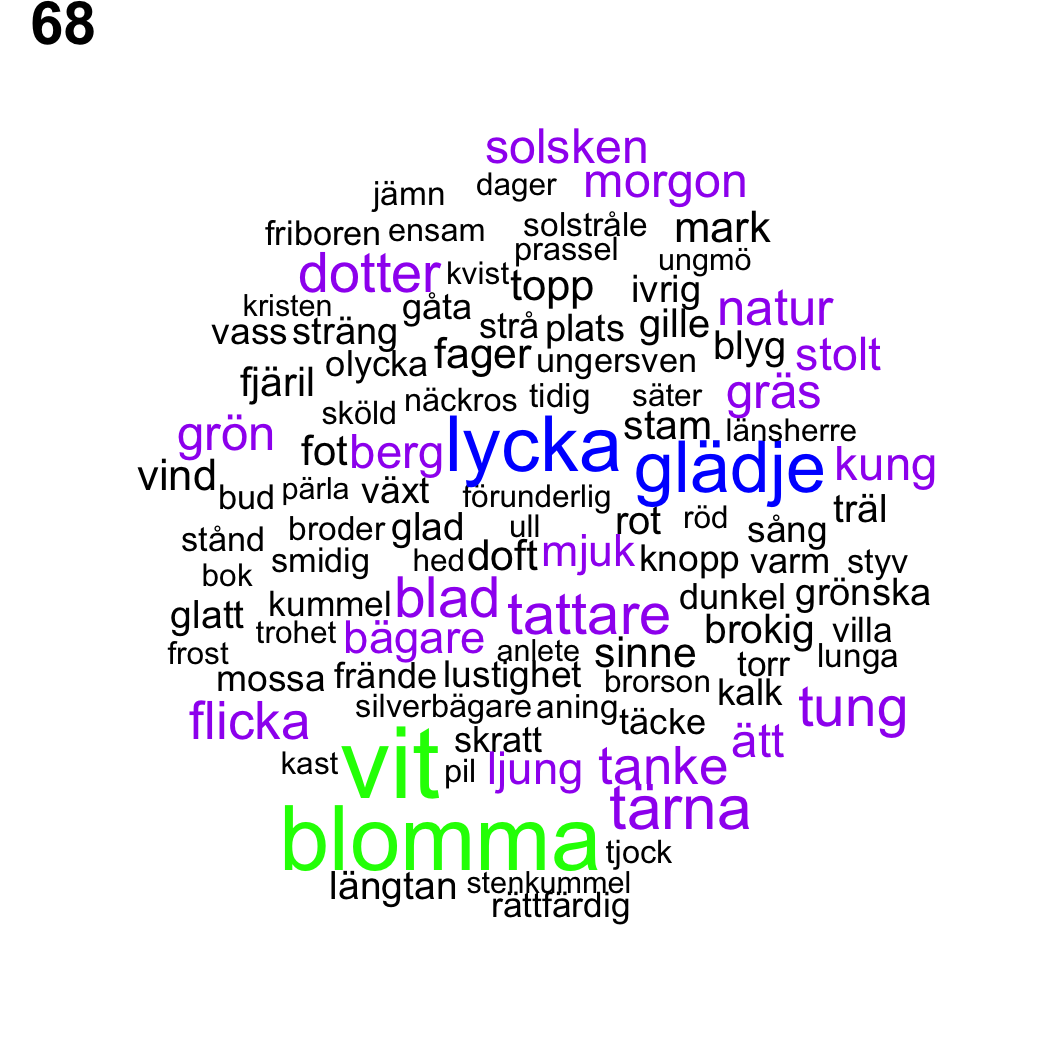 68
solsken
jämn dager morgon
friboren ensam solstråle mark
prassel ungmö
dotter kvist topp ivrig
kristen gåta natur
vass sträng strå plats gille
olycka fager ungersven blyg stolt
fjäril näckros tidig säter gräs
sköld stam länsherre
grön fot berg lycka glädje kung
vind bud pärla växt förunderlig träl
stånd broder glad ull rot röd sång
bok smidig hed doft mjuk knopp varm styv
glatt kummel blad tattare dunkel grönska
trohet bägare brokig villa
frost anlete sinne torr lunga
mossa frände lustighet brorson kalk
silverbägare aning täcke tung
flicka skratt ätt
kast vit pil ljung tanke
tärna
blomma tjock
längtan stenkummel
rättfärdig